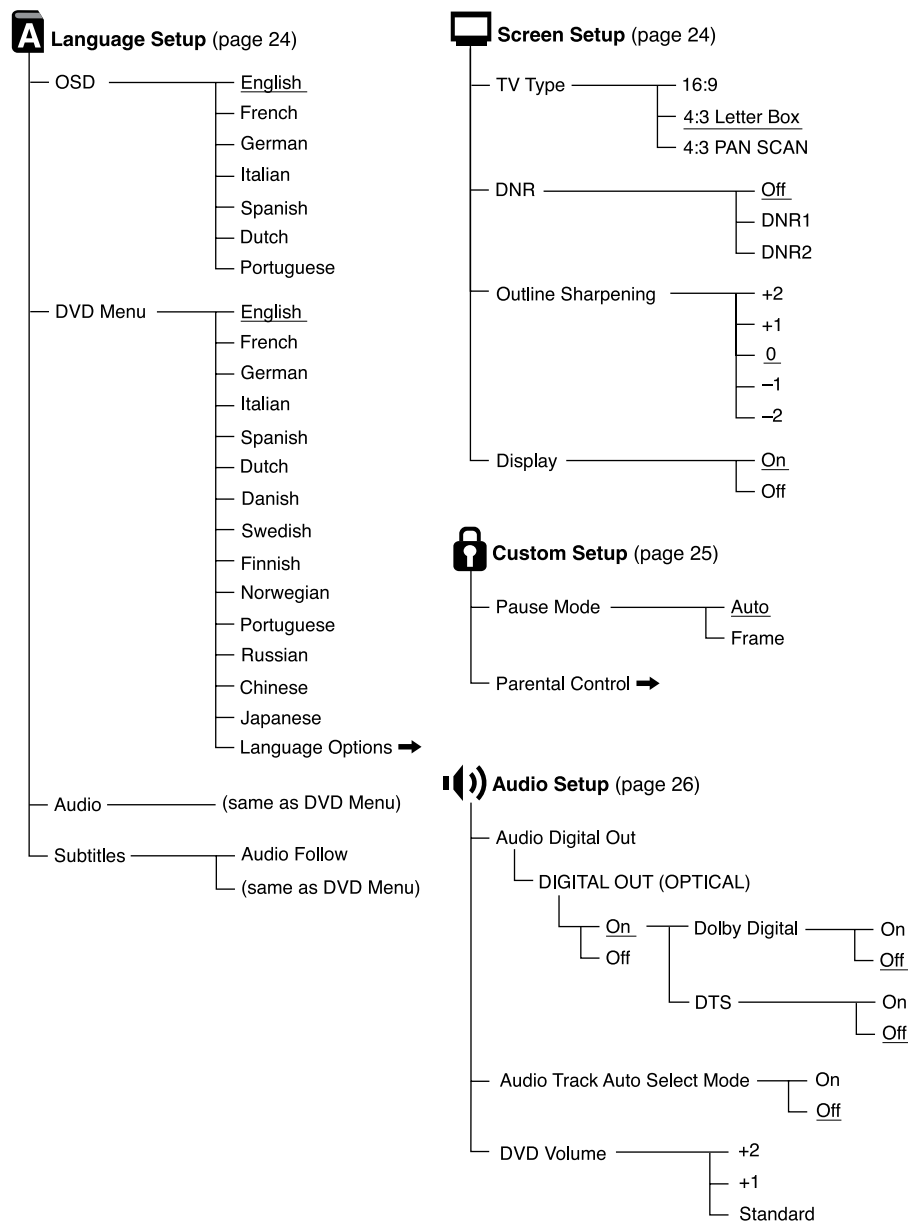 A Language Setup (page 24)
OSD
English
French
German
Italian
Spanish
Dutch
Portuguese
DVD Menu
English
French
German
Italian
Spanish
Dutch
Danish
Swedish
Finnish
Norwegian
Portuguese
Russian
Chinese
Japanese
Language Options ➡
Audio
(same as DVD Menu)
Subtitles
Audio Follow
(same as DVD Menu)
Screen Setup (page 24)
TV Type
16:9
4:3 Letter Box
4:3 PAN SCAN
DNR
Off
DNR1
DNR2
Outline Sharpening
+2
+1
0
–1
–2
Display
On
Off
Custom Setup (page 25)
Pause Mode
Auto
Frame
Parental Control ➡
Audio Setup (page 26)
Audio Digital Out
DIGITAL OUT (OPTICAL)
On
Off
Dolby Digital
On
Off
DTS
On
Off
Audio Track Auto Select Mode
On
Off
DVD Volume
+2
+1
Standard